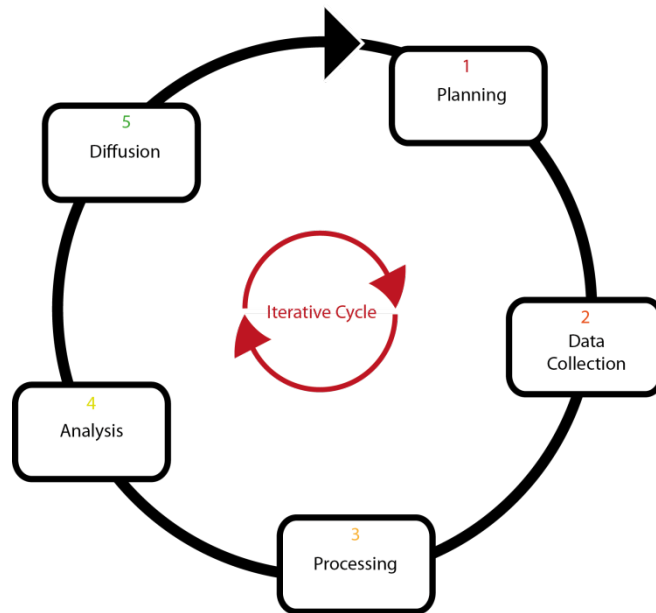 1
Planning
2
Data
Collection
3
Processing
4
Analysis
5
Diffusion
Iterative Cycle